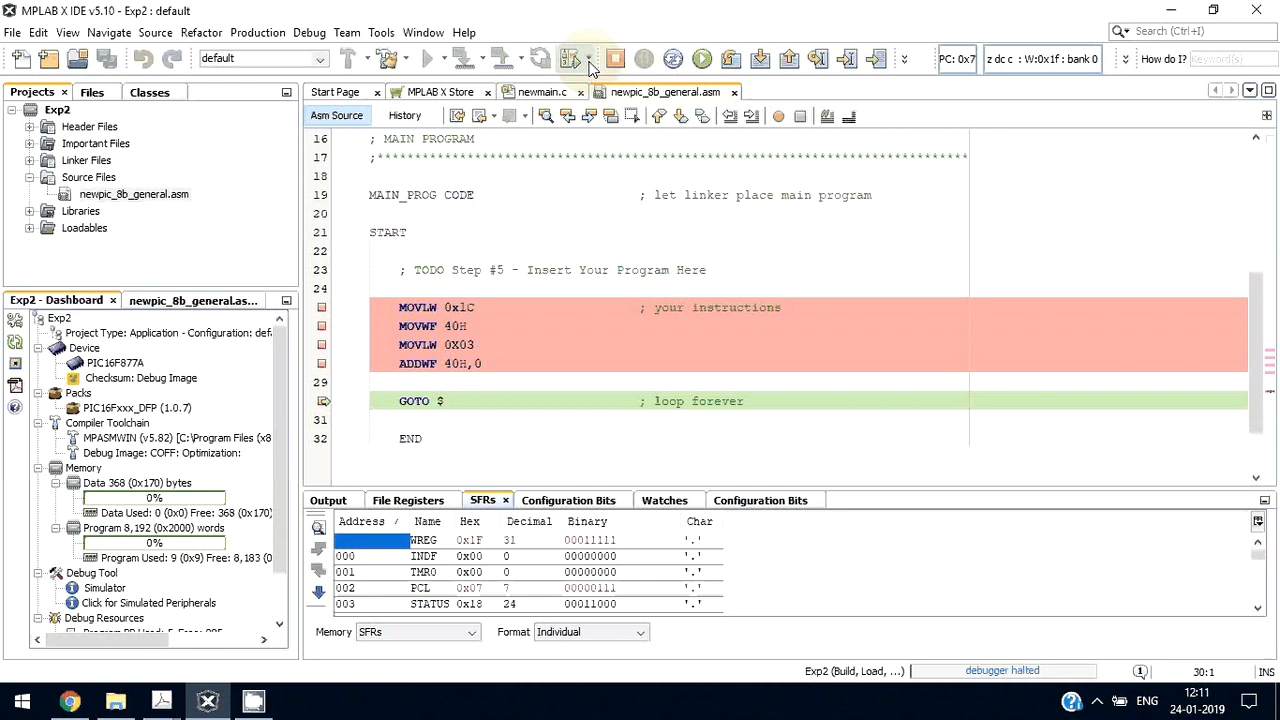 MPLAB X IDE v5.10 - Exp2 : default
File Edit View Navigate Source Refactor Production Debug Team Tools Window Help
Search (Ctrl+I)
default
PC: 0x7
z dc c : W:0x1f : bank 0
How do I?
Keyword(s)
Projects
Files
Classes
Start Page
MPLAB X Store
newmain.c
newpic_8b_general.asm
Exp2
Header Files
Important Files
Linker Files
Source Files
newpic_8b_general.asm
Libraries
Loadables
Asm Source
History
16 ; MAIN PROGRAM
17 ;*******************************************************************************
18
19 MAIN_PROG CODE ; let linker place main program
20
21 START
22
23 ; TODO Step #5 - Insert Your Program Here
24
MOVLW 0x1C ; your instructions
MOVWF 40H
MOVLW 0X03
ADDWF 40H,0
29
GOTO $ ; loop forever
31
32 END
Exp2 - Dashboard
newpic_8b_general.as...
Exp2
Project Type: Application - Configuration: def
Device
PIC16F877A
Checksum: Debug Image
Packs
PIC16Fxxx_DFP (1.0.7)
Compiler Toolchain
MPASMWIN (v5.82) [C:\Program Files (x8
Debug Image: COFF: Optimization:
Memory
Data 368 (0x170) bytes
0%
Data Used: 0 (0x0) Free: 368 (0x170)
Program 8,192 (0x2000) words
0%
Program Used: 9 (0x9) Free: 8,183 (0x
Debug Tool
Simulator
Click for Simulated Peripherals
Debug Resources
Output
File Registers
SFRs
Configuration Bits
Watches
Configuration Bits
Address / Name Hex Decimal Binary Char
WREG 0x1F 31 00011111 '.'
000 INDF 0x00 0 00000000 '.'
001 TMR0 0x00 0 00000000 '.'
002 PCL 0x07 7 00000111 '.'
003 STATUS 0x18 24 00011000 '.'
Memory SFRs Format Individual
Exp2 (Build, Load, ...)
debugger halted
1
30:1
INS
ENG
12:11
24-01-2019